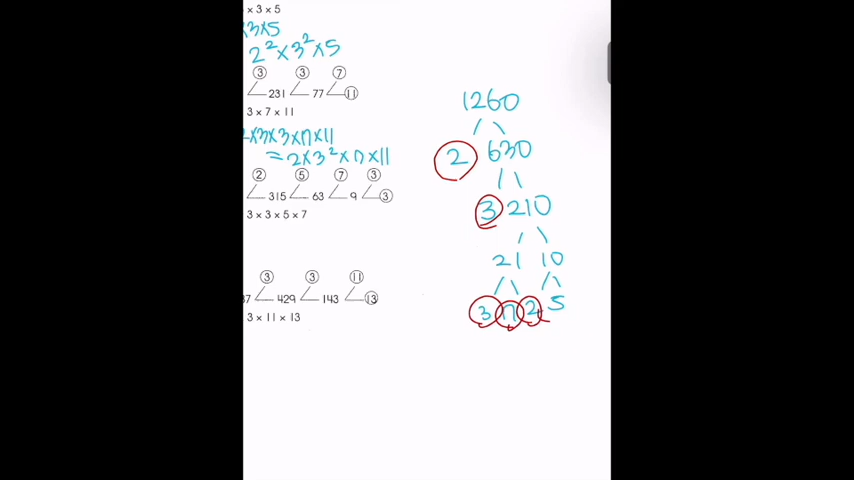 × 3 × 5
×3×5
2² × 3² × 5
③ ③ ⑦
231 77 ⑪
3 × 7 × 11
2×3×3×7×11
= 2×3²×7×11
② ⑤ ⑦ ③
315 63 9 ③
3 × 3 × 5 × 7
③ ③ ⑪
37 429 143 ⑬
3 × 11 × 13
1260
2 630
3 210
21 10
3 7 2 5